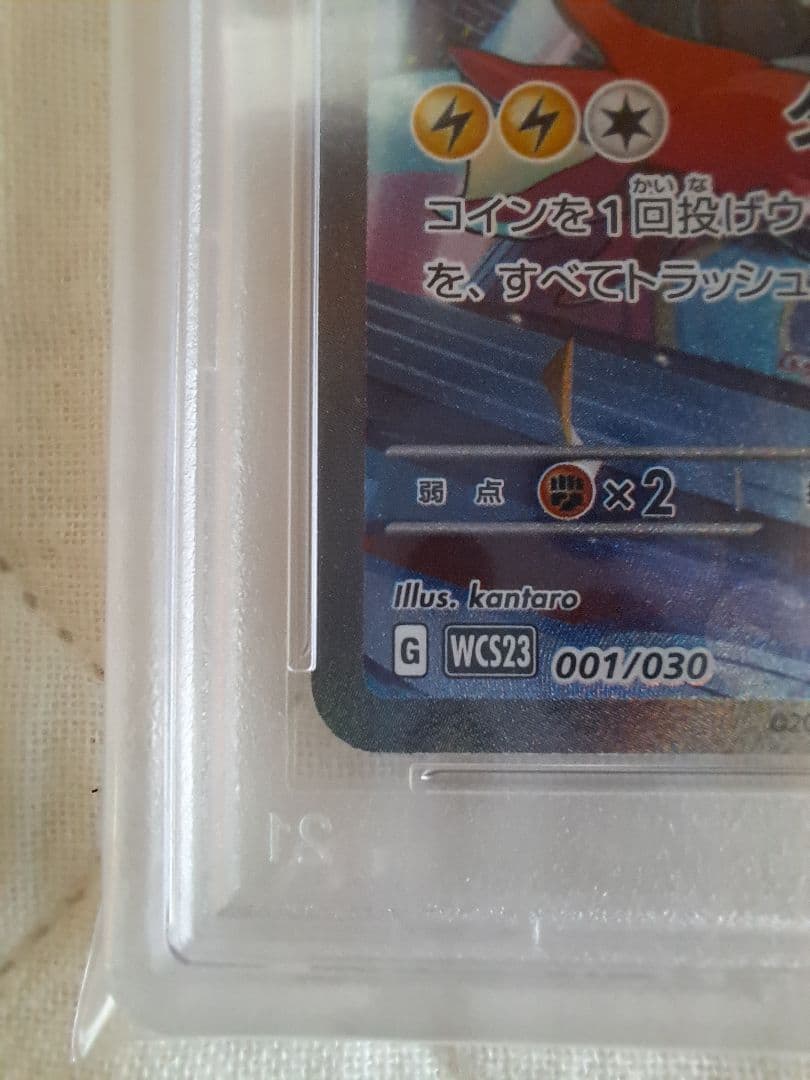 コインを1回投げウ
を、すべてトラッシュ
弱点 ×2
Illus. kantaro
G WCS23 001/030
21